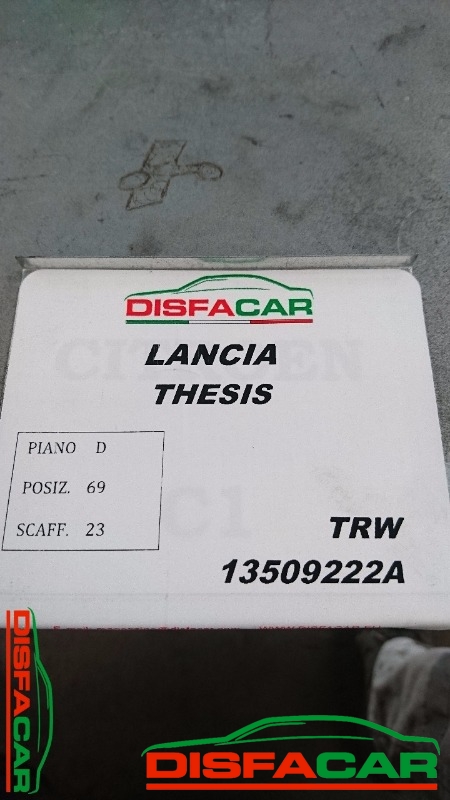 DISFACAR
LANCIA
THESIS
PIANO D
POSIZ. 69
SCAFF. 23
TRW
13509222A
DISFACAR
DISFACAR